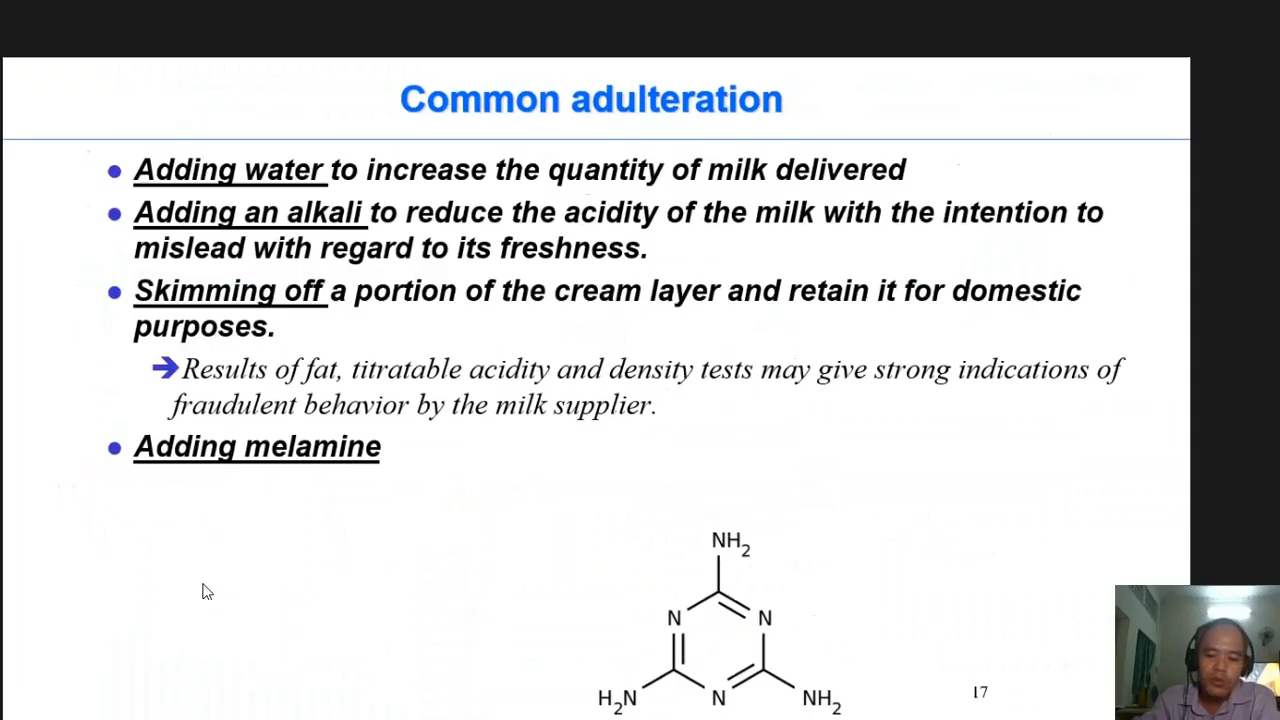 Common adulteration
● Adding water to increase the quantity of milk delivered
● Adding an alkali to reduce the acidity of the milk with the intention to
mislead with regard to its freshness.
● Skimming off a portion of the cream layer and retain it for domestic
purposes.
➔ Results of fat, titratable acidity and density tests may give strong indications of
fraudulent behavior by the milk supplier.
● Adding melamine
NH2
N N
H2N N NH2
17